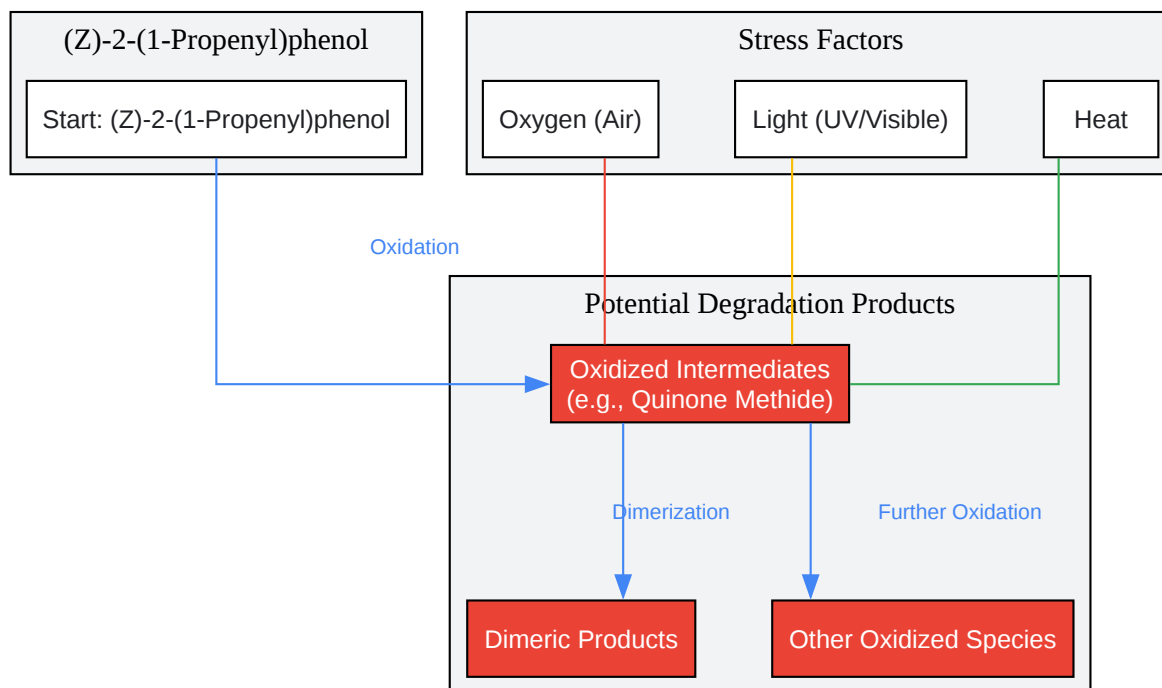 (Z)-2-(1-Propenyl)phenol
Start: (Z)-2-(1-Propenyl)phenol
Stress Factors
Oxygen (Air)
Light (UV/Visible)
Heat
Oxidation
Potential Degradation Products
Oxidized Intermediates
(e.g., Quinone Methide)
Dimerization
Further Oxidation
Dimeric Products
Other Oxidized Species